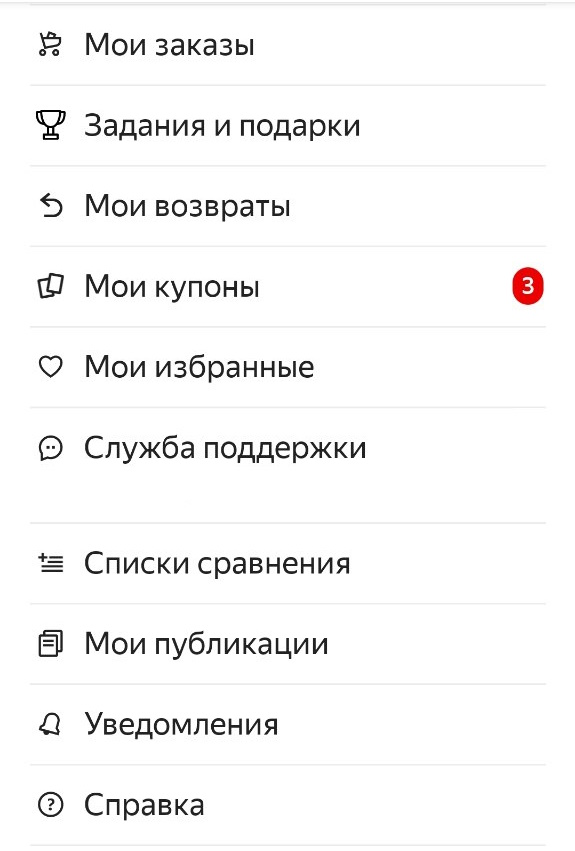 Мои заказы
Задания и подарки
Мои возвраты
Мои купоны 3
Мои избранные
Служба поддержки
Списки сравнения
Мои публикации
Уведомления
? Справка